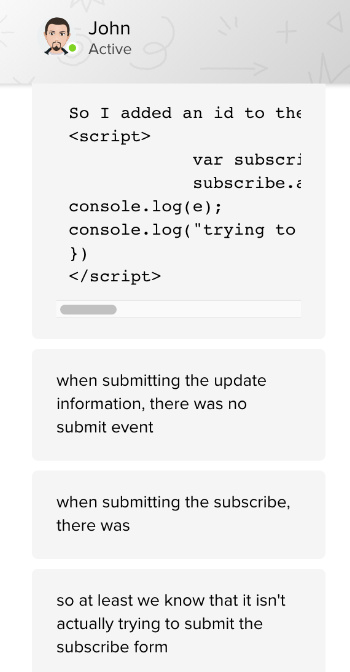 John
Active
So I added an id to the
<script>
var subscri
subscribe.a
console.log(e);
console.log("trying to
})
</script>
when submitting the update
information, there was no
submit event
when submitting the subscribe,
there was
so at least we know that it isn't
actually trying to submit the
subscribe form